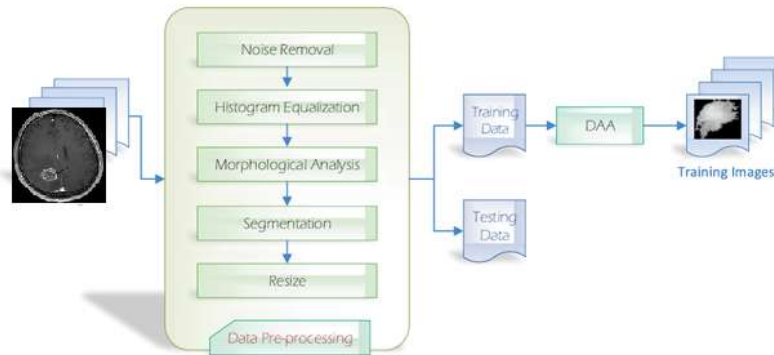 Noise Removal
Histogram Equalization
Morphological Analysis
Segmentation
Resize
Data Pre-processing
Training
Data
DAA
Training Images
Testing
Data